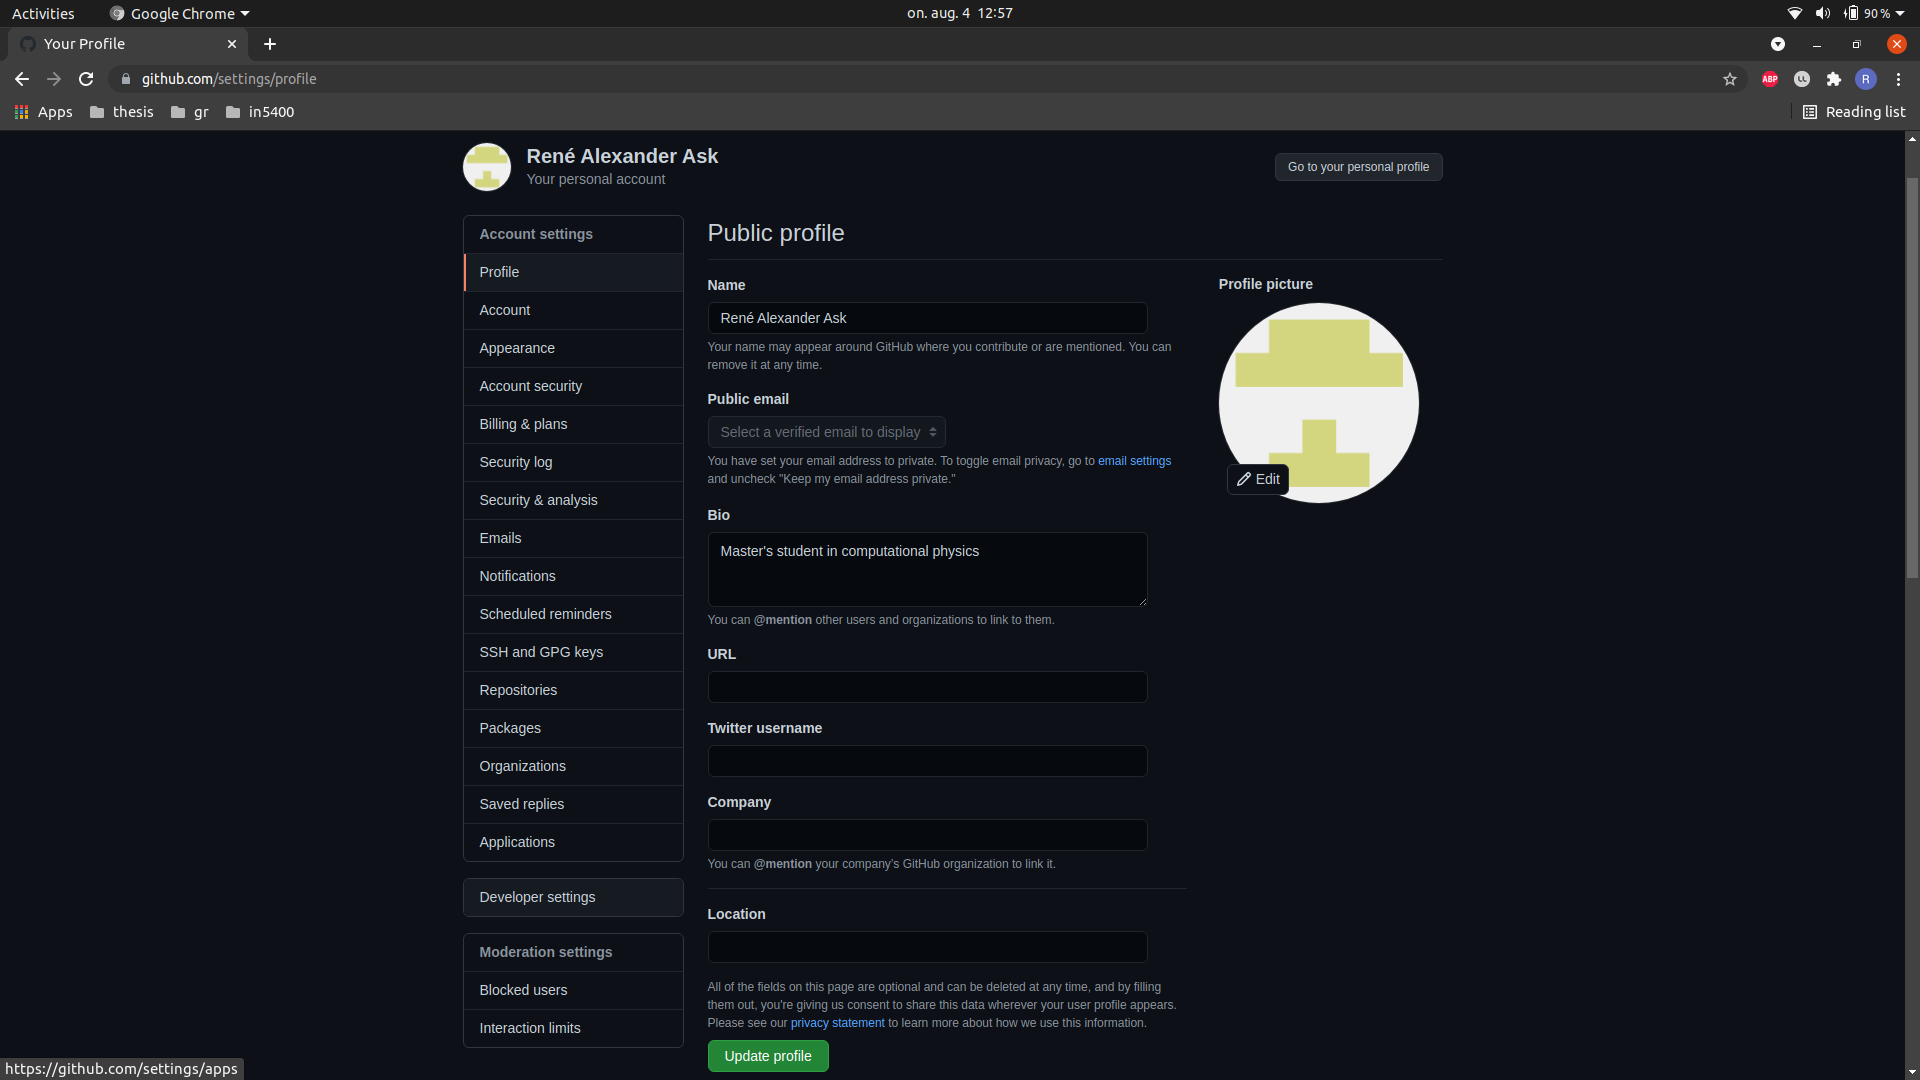 Activities
Google Chrome
on. aug. 4 12:57
90 %
Your Profile
github.com/settings/profile
ABP
R
Apps
thesis
gr
in5400
Reading list
René Alexander Ask
Your personal account
Go to your personal profile
Account settings
Profile
Account
Appearance
Account security
Billing & plans
Security log
Security & analysis
Emails
Notifications
Scheduled reminders
SSH and GPG keys
Repositories
Packages
Organizations
Saved replies
Applications
Developer settings
Moderation settings
Blocked users
Interaction limits
Public profile
Name
René Alexander Ask
Your name may appear around GitHub where you contribute or are mentioned. You can
remove it at any time.
Public email
Select a verified email to display
You have set your email address to private. To toggle email privacy, go to email settings
and uncheck "Keep my email address private."
Bio
Master's student in computational physics
You can @mention other users and organizations to link to them.
URL
Twitter username
Company
You can @mention your company's GitHub organization to link it.
Location
All of the fields on this page are optional and can be deleted at any time, and by filling
them out, you're giving us consent to share this data wherever your user profile appears.
Please see our privacy statement to learn more about how we use this information.
Update profile
Profile picture
Edit
https://github.com/settings/apps